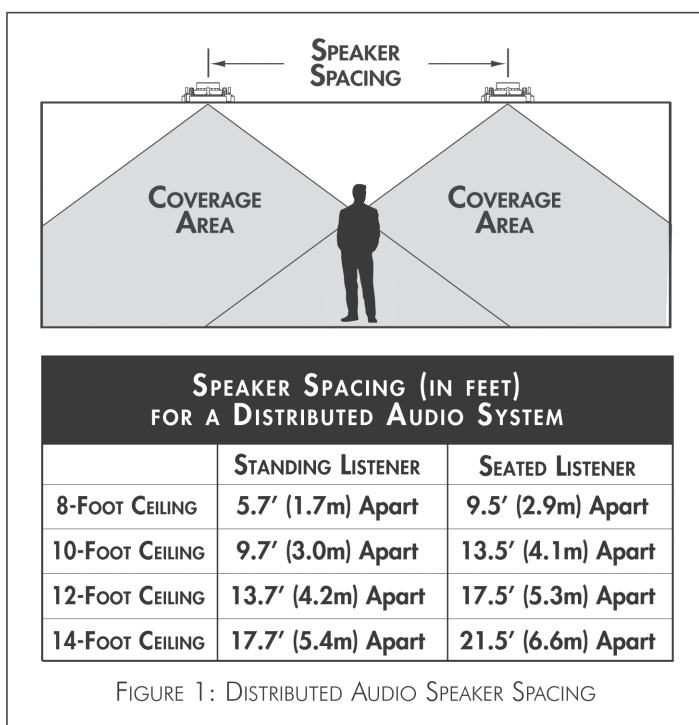 Speaker
Spacing
Coverage
Area
Coverage
Area
Speaker Spacing (in feet)
for a Distributed Audio System
Standing Listener Seated Listener
8-Foot Ceiling 5.7′ (1.7m) Apart 9.5′ (2.9m) Apart
10-Foot Ceiling 9.7′ (3.0m) Apart 13.5′ (4.1m) Apart
12-Foot Ceiling 13.7′ (4.2m) Apart 17.5′ (5.3m) Apart
14-Foot Ceiling 17.7′ (5.4m) Apart 21.5′ (6.6m) Apart
Figure 1: Distributed Audio Speaker Spacing